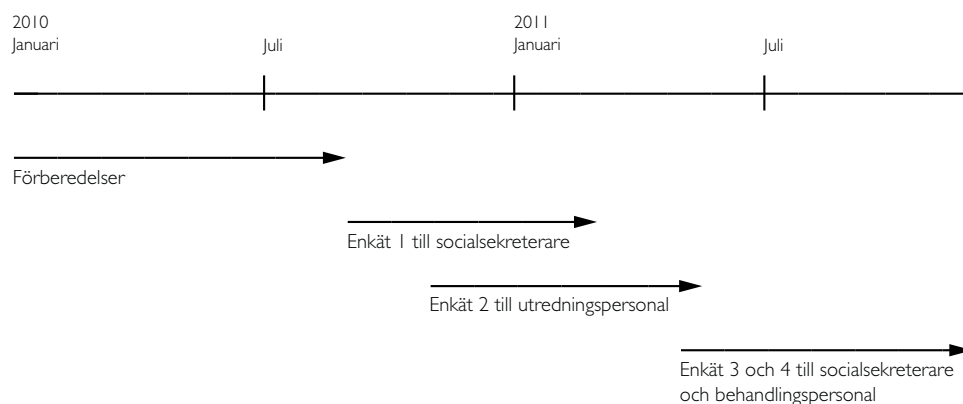 2010
Januari
Juli
2011
Januari
Juli
Förberedelser
Enkät 1 till socialsekreterare
Enkät 2 till utredningspersonal
Enkät 3 och 4 till socialsekreterare
och behandlingspersonal